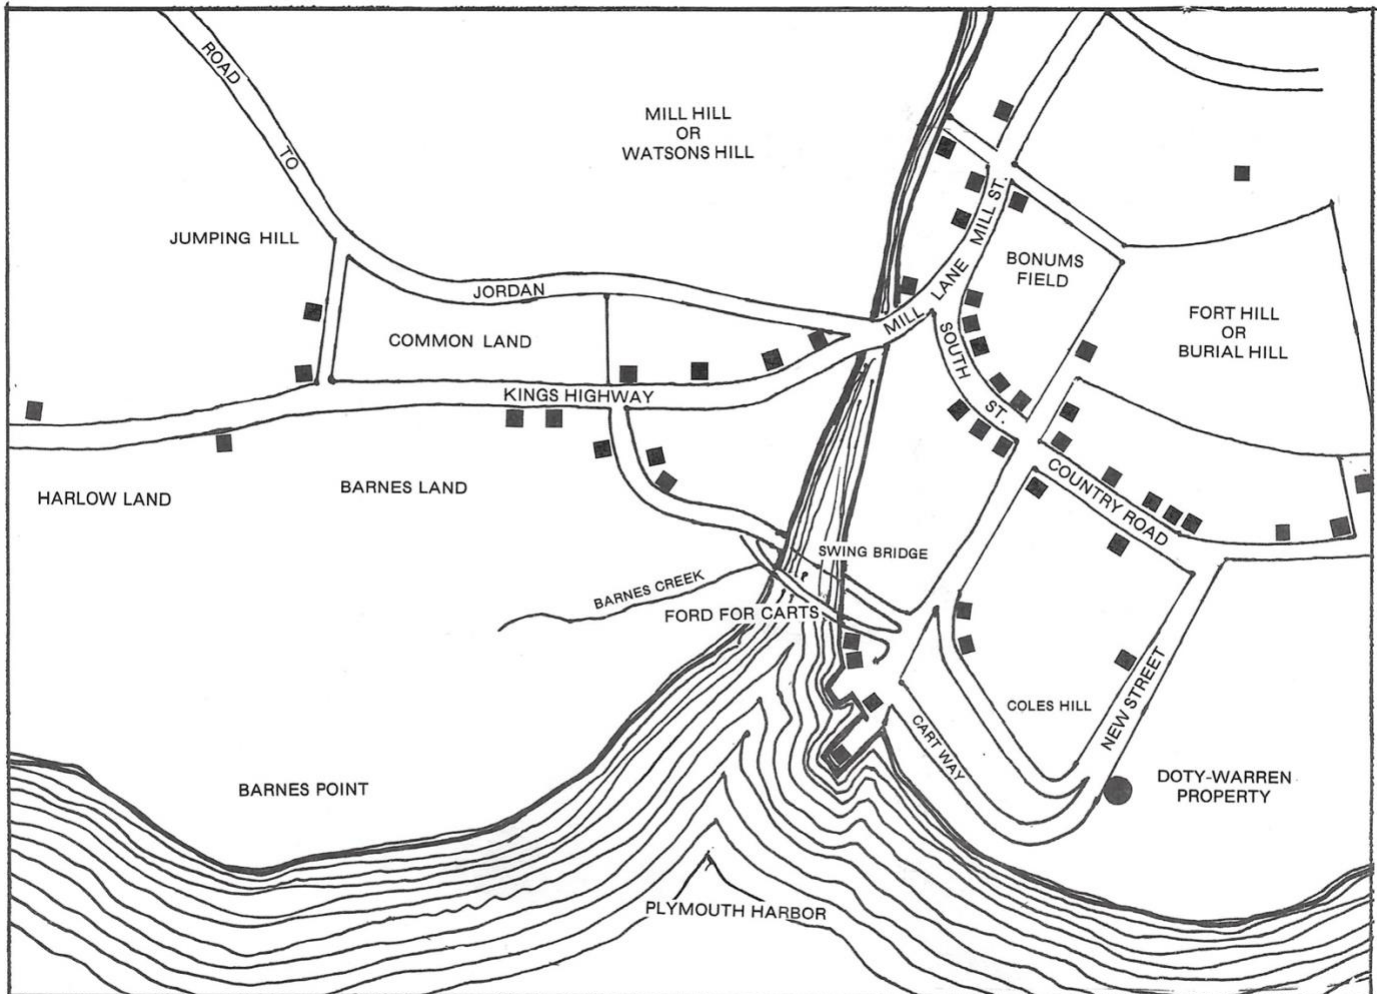 ROAD
TO
JORDAN
MILL HILL
OR
WATSONS HILL
JUMPING HILL
COMMON LAND
KINGS HIGHWAY
MILL LANE
MILL ST.
BONUMS
FIELD
FORT HILL
OR
BURIAL HILL
SOUTH
ST.
COUNTRY ROAD
HARLOW LAND
BARNES LAND
SWING BRIDGE
BARNES CREEK
FORD FOR CARTS
COLES HILL
NEW STREET
CART WAY
BARNES POINT
DOTY-WARREN
PROPERTY
PLYMOUTH HARBOR